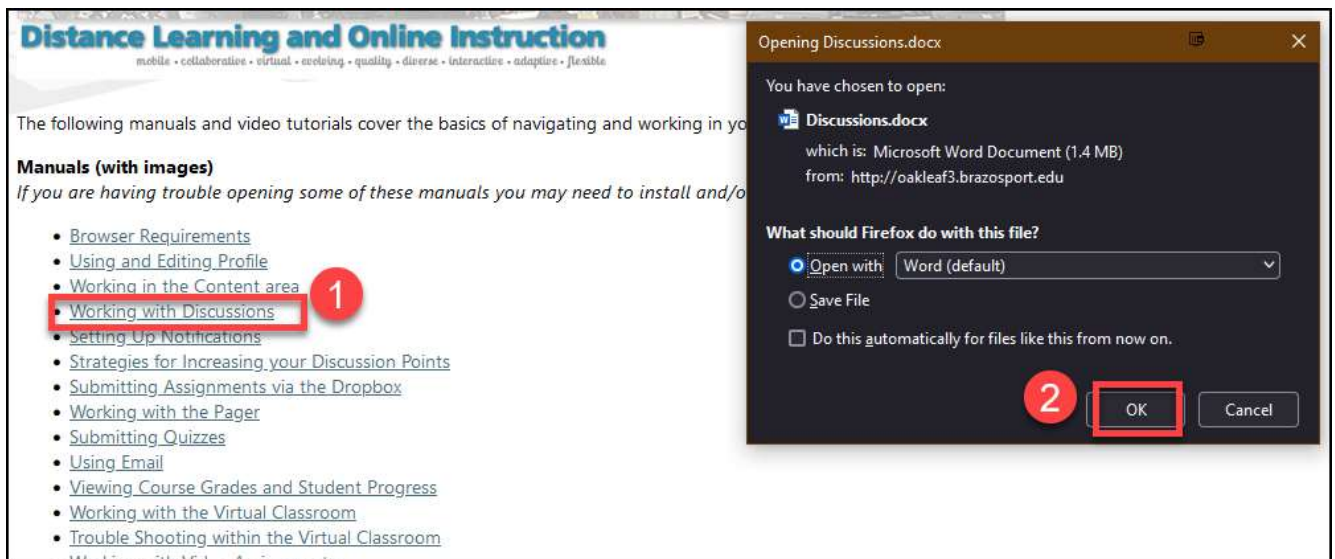 Distance Learning and Online Instruction
mobile • collaborative • virtual • evolving • quality • diverse • interactive • adaptive • flexible
The following manuals and video tutorials cover the basics of navigating and working in yo
Manuals (with images)
If you are having trouble opening some of these manuals you may need to install and/o
• Browser Requirements
• Using and Editing Profile
• Working in the Content area
• Working with Discussions
1
• Setting Up Notifications
• Strategies for Increasing your Discussion Points
• Submitting Assignments via the Dropbox
• Working with the Pager
• Submitting Quizzes
• Using Email
• Viewing Course Grades and Student Progress
• Working with the Virtual Classroom
• Trouble Shooting within the Virtual Classroom
Opening Discussions.docx
You have chosen to open:
Discussions.docx
which is: Microsoft Word Document (1.4 MB)
from: http://oakleaf3.brazosport.edu
What should Firefox do with this file?
Open with Word (default)
Save File
Do this automatically for files like this from now on.
2
OK Cancel